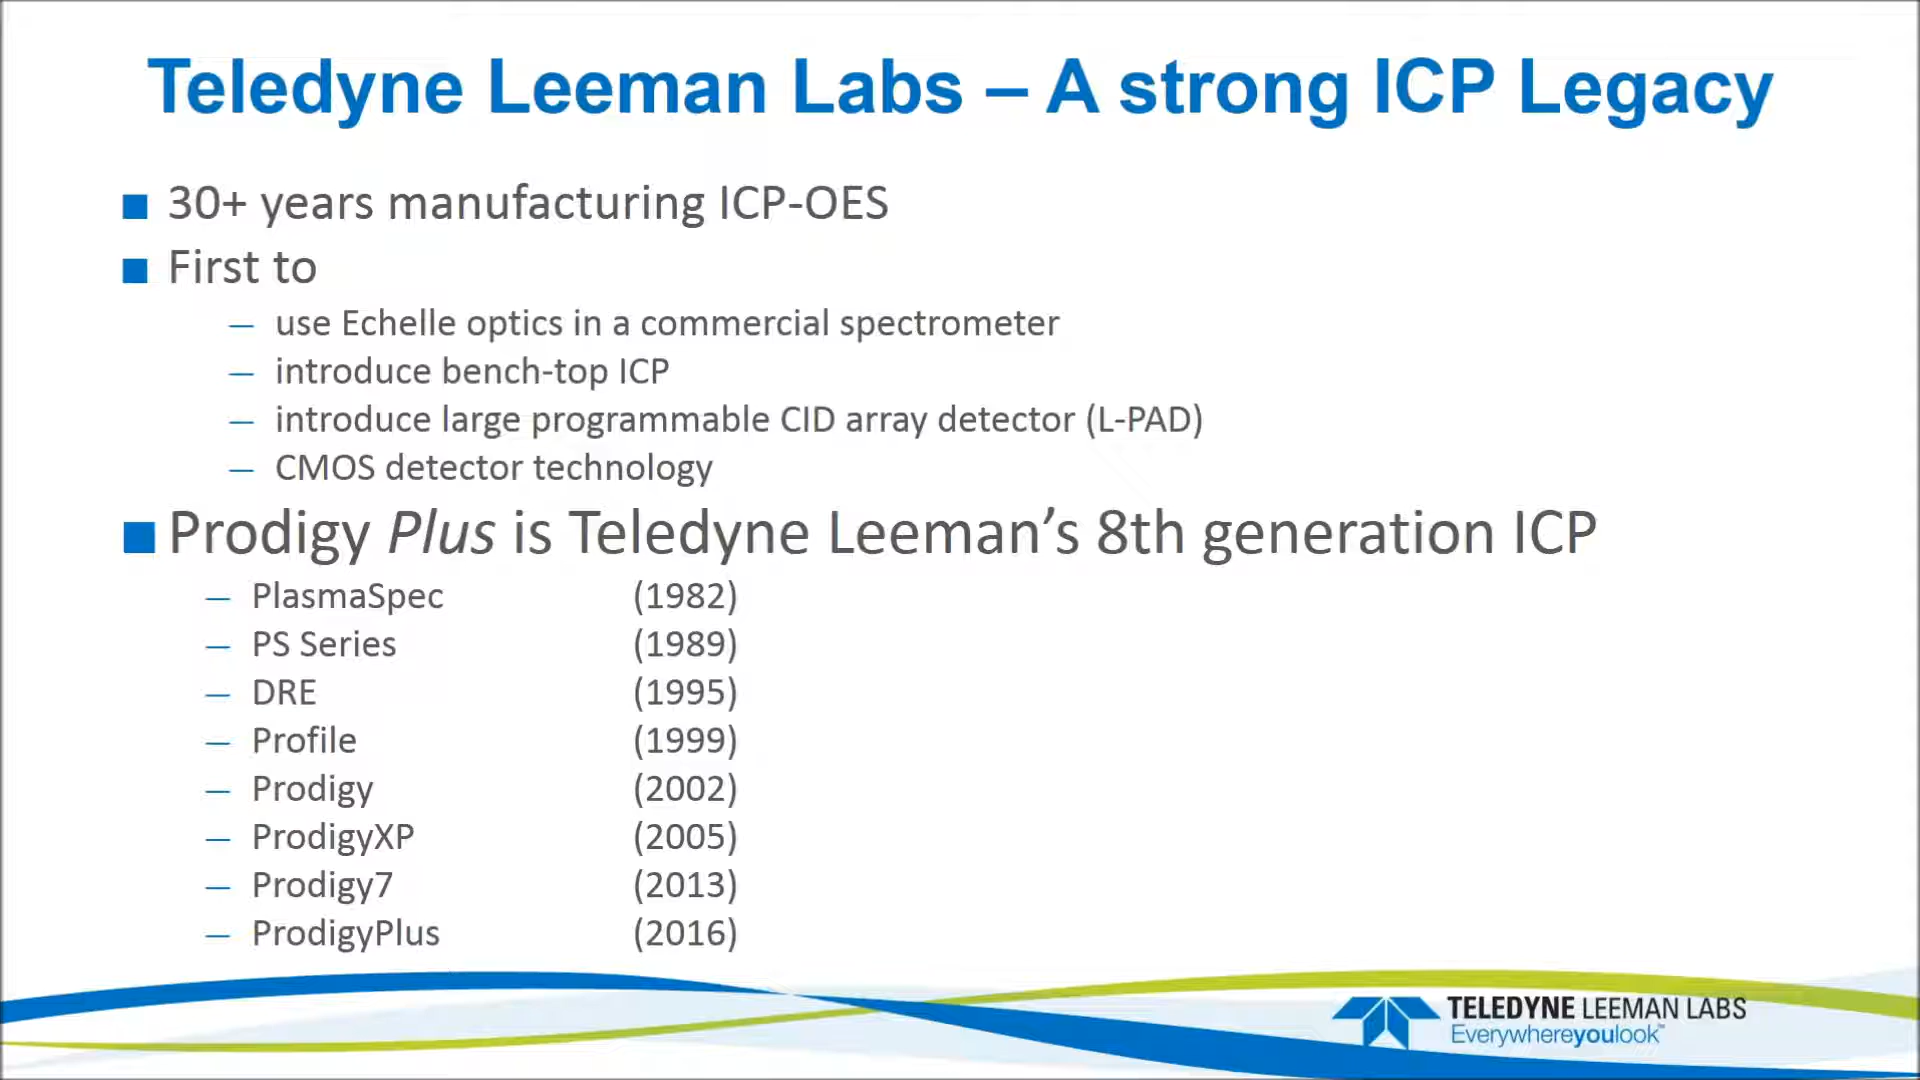 Teledyne Leeman Labs – A strong ICP Legacy
■ 30+ years manufacturing ICP-OES
■ First to
– use Echelle optics in a commercial spectrometer
– introduce bench-top ICP
– introduce large programmable CID array detector (L-PAD)
– CMOS detector technology
■ Prodigy Plus is Teledyne Leeman’s 8th generation ICP
– PlasmaSpec (1982)
– PS Series (1989)
– DRE (1995)
– Profile (1999)
– Prodigy (2002)
– ProdigyXP (2005)
– Prodigy7 (2013)
– ProdigyPlus (2016)
TELEDYNE LEEMAN LABS
Everywhereyoulook™